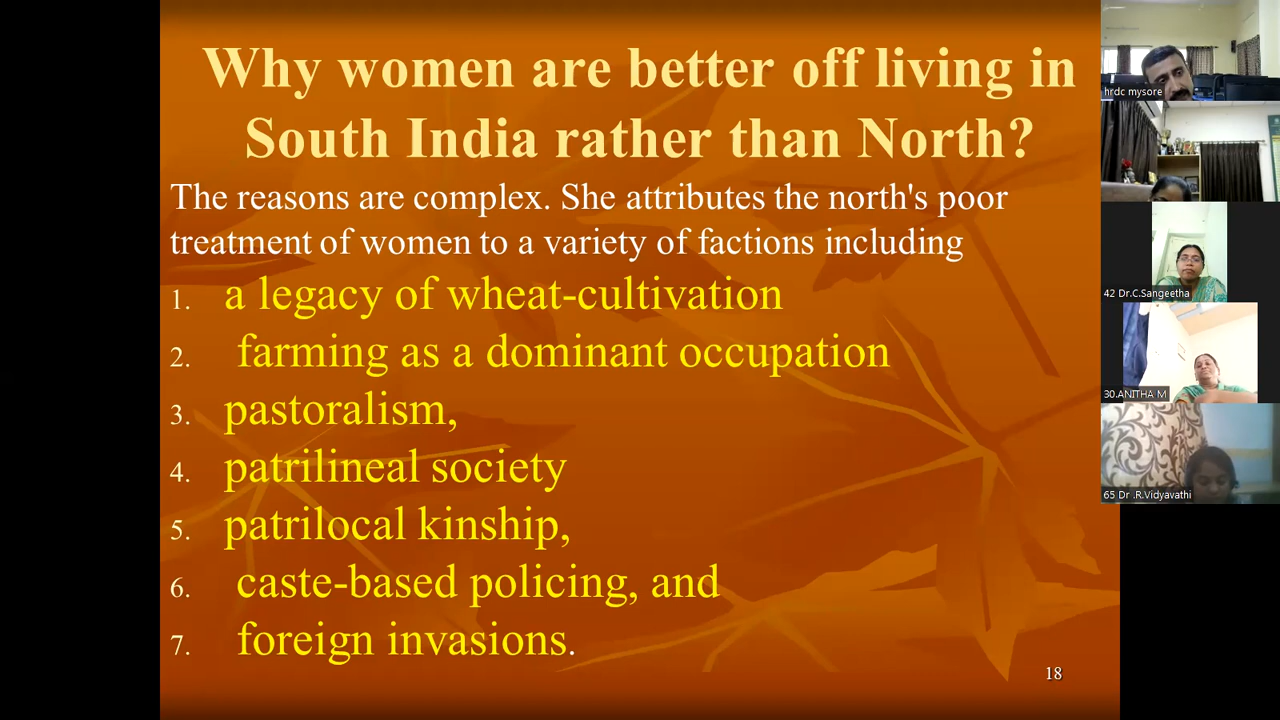 Why women are better off living in
South India rather than North?
The reasons are complex. She attributes the north's poor
treatment of women to a variety of factions including
1. a legacy of wheat-cultivation
2. farming as a dominant occupation
3. pastoralism,
4. patrilineal society
5. patrilocal kinship,
6. caste-based policing, and
7. foreign invasions.
18
hrdc mysore
42 Dr.C.Sangeetha
30.ANITHA M
65 Dr .R.Vidyavathi